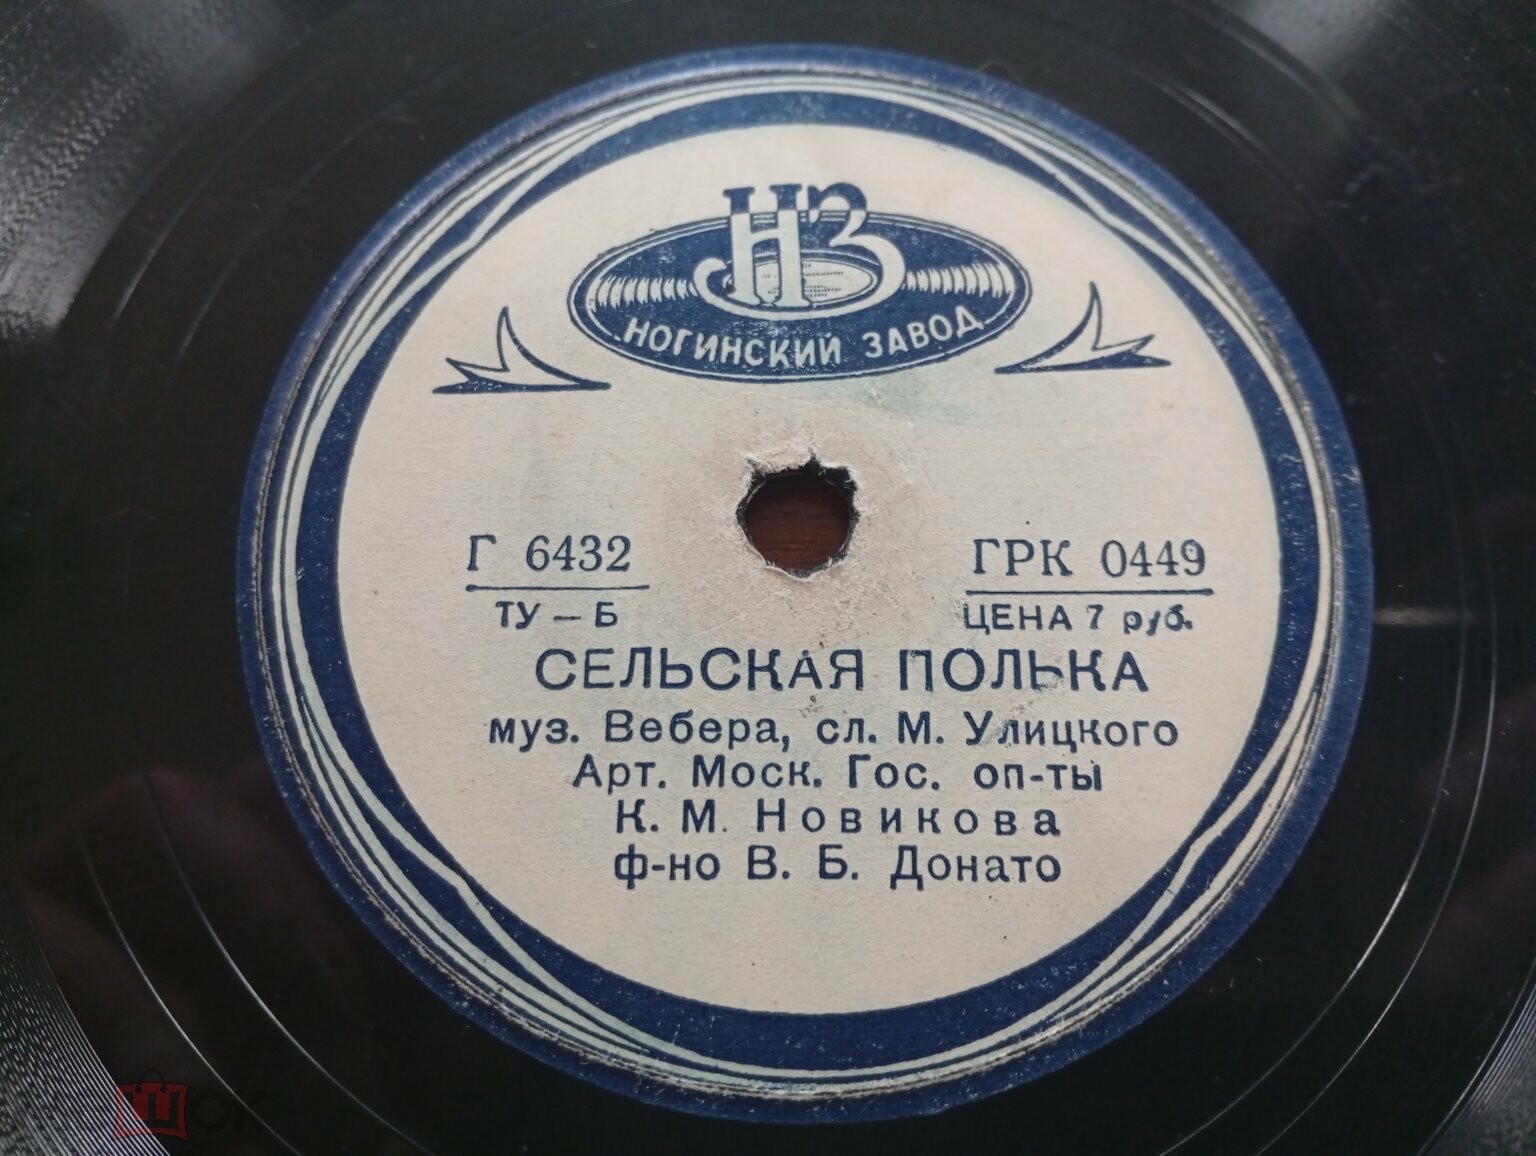 НЗ
НОГИНСКИЙ ЗАВОД
Г 6432
ТУ – Б
ГРК 0449
ЦЕНА 7 руб.
СЕЛЬСКАЯ ПОЛЬКА
муз. Вебера, сл. М. Улицкого
Арт. Моск. Гос. оп-ты
К. М. Новикова
ф-но В. Б. Донато